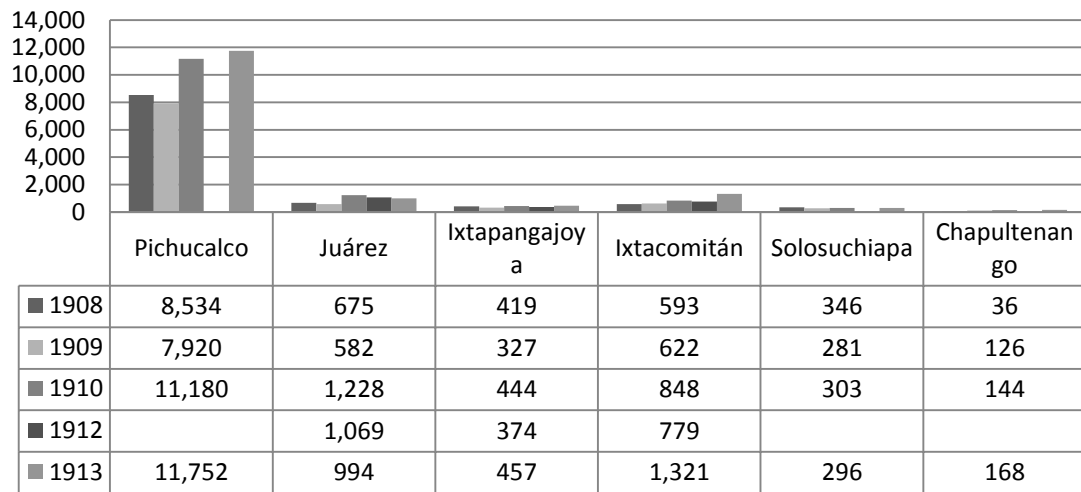 14,000
12,000
10,000
8,000
6,000
4,000
2,000
0
Pichucalco Juárez Ixtapangajoy
a Ixtacomitán Solosuchiapa Chapultenan
go
1908 8,534 675 419 593 346 36
1909 7,920 582 327 622 281 126
1910 11,180 1,228 444 848 303 144
1912 1,069 374 779
1913 11,752 994 457 1,321 296 168